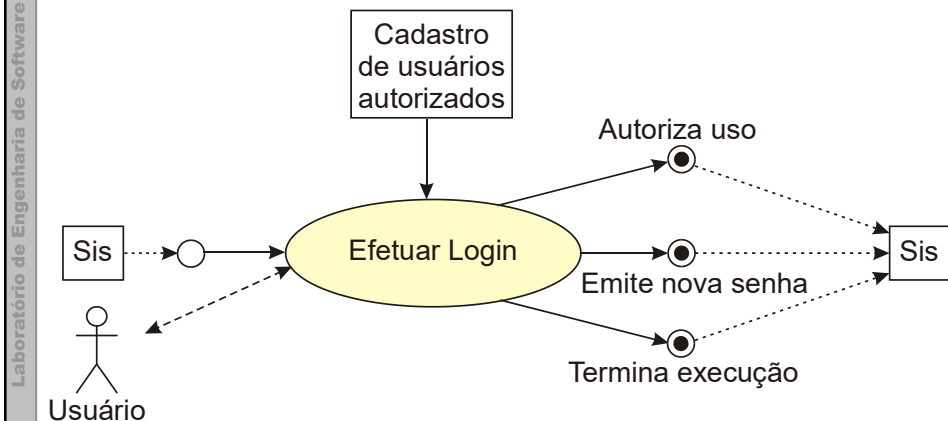 Laboratório de Engenharia de Software
Cadastro
de usuários
autorizados
Autoriza uso
Sis
Efetuar Login
Sis
Emite nova senha
Termina execução
Usuário